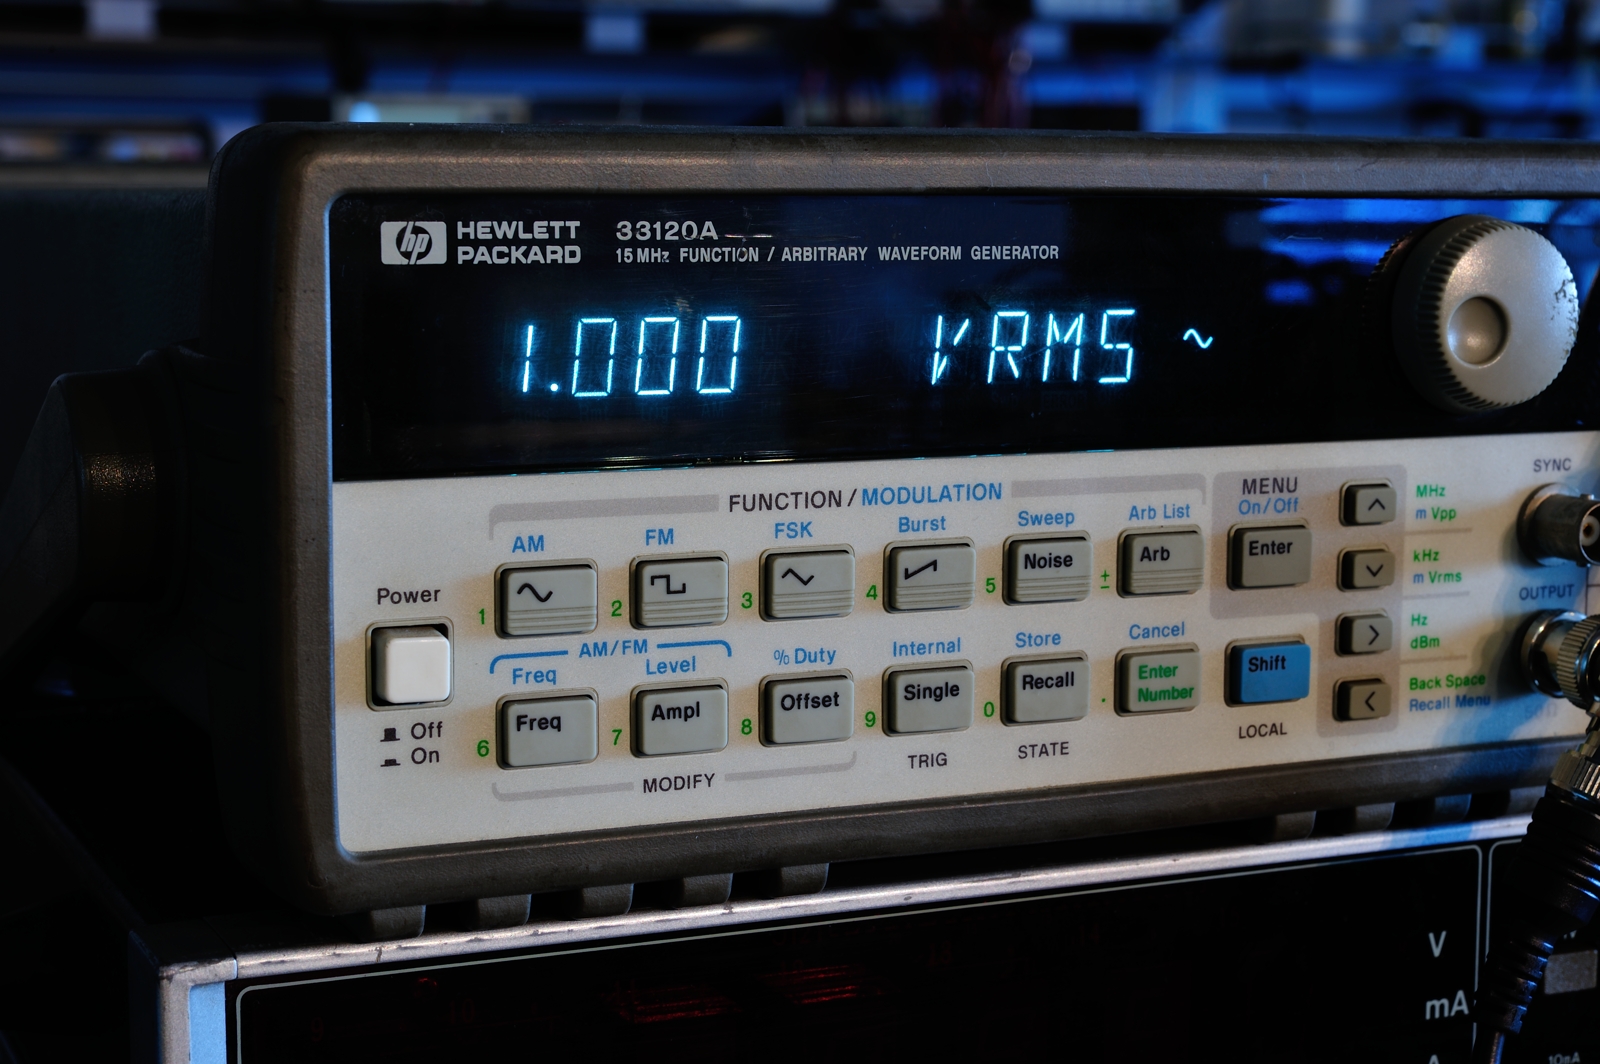 hp HEWLETT PACKARD
33120A
15 MHz FUNCTION / ARBITRARY WAVEFORM GENERATOR
1.000 VRMS ~
FUNCTION / MODULATION
MENU
On/Off
SYNC
AM FM FSK Burst Sweep Arb List
Noise Arb Enter
1 2 3 4 5 ±
MHz
m Vpp
kHz
m Vrms
OUTPUT
Power
AM/FM
Freq Level % Duty Internal Store Cancel
Freq Ampl Offset Single Recall Enter Number Shift
6 7 8 9 0 .
Hz
dBm
Back Space
Recall Menu
Off
On
MODIFY
TRIG STATE LOCAL
V
mA
10mA